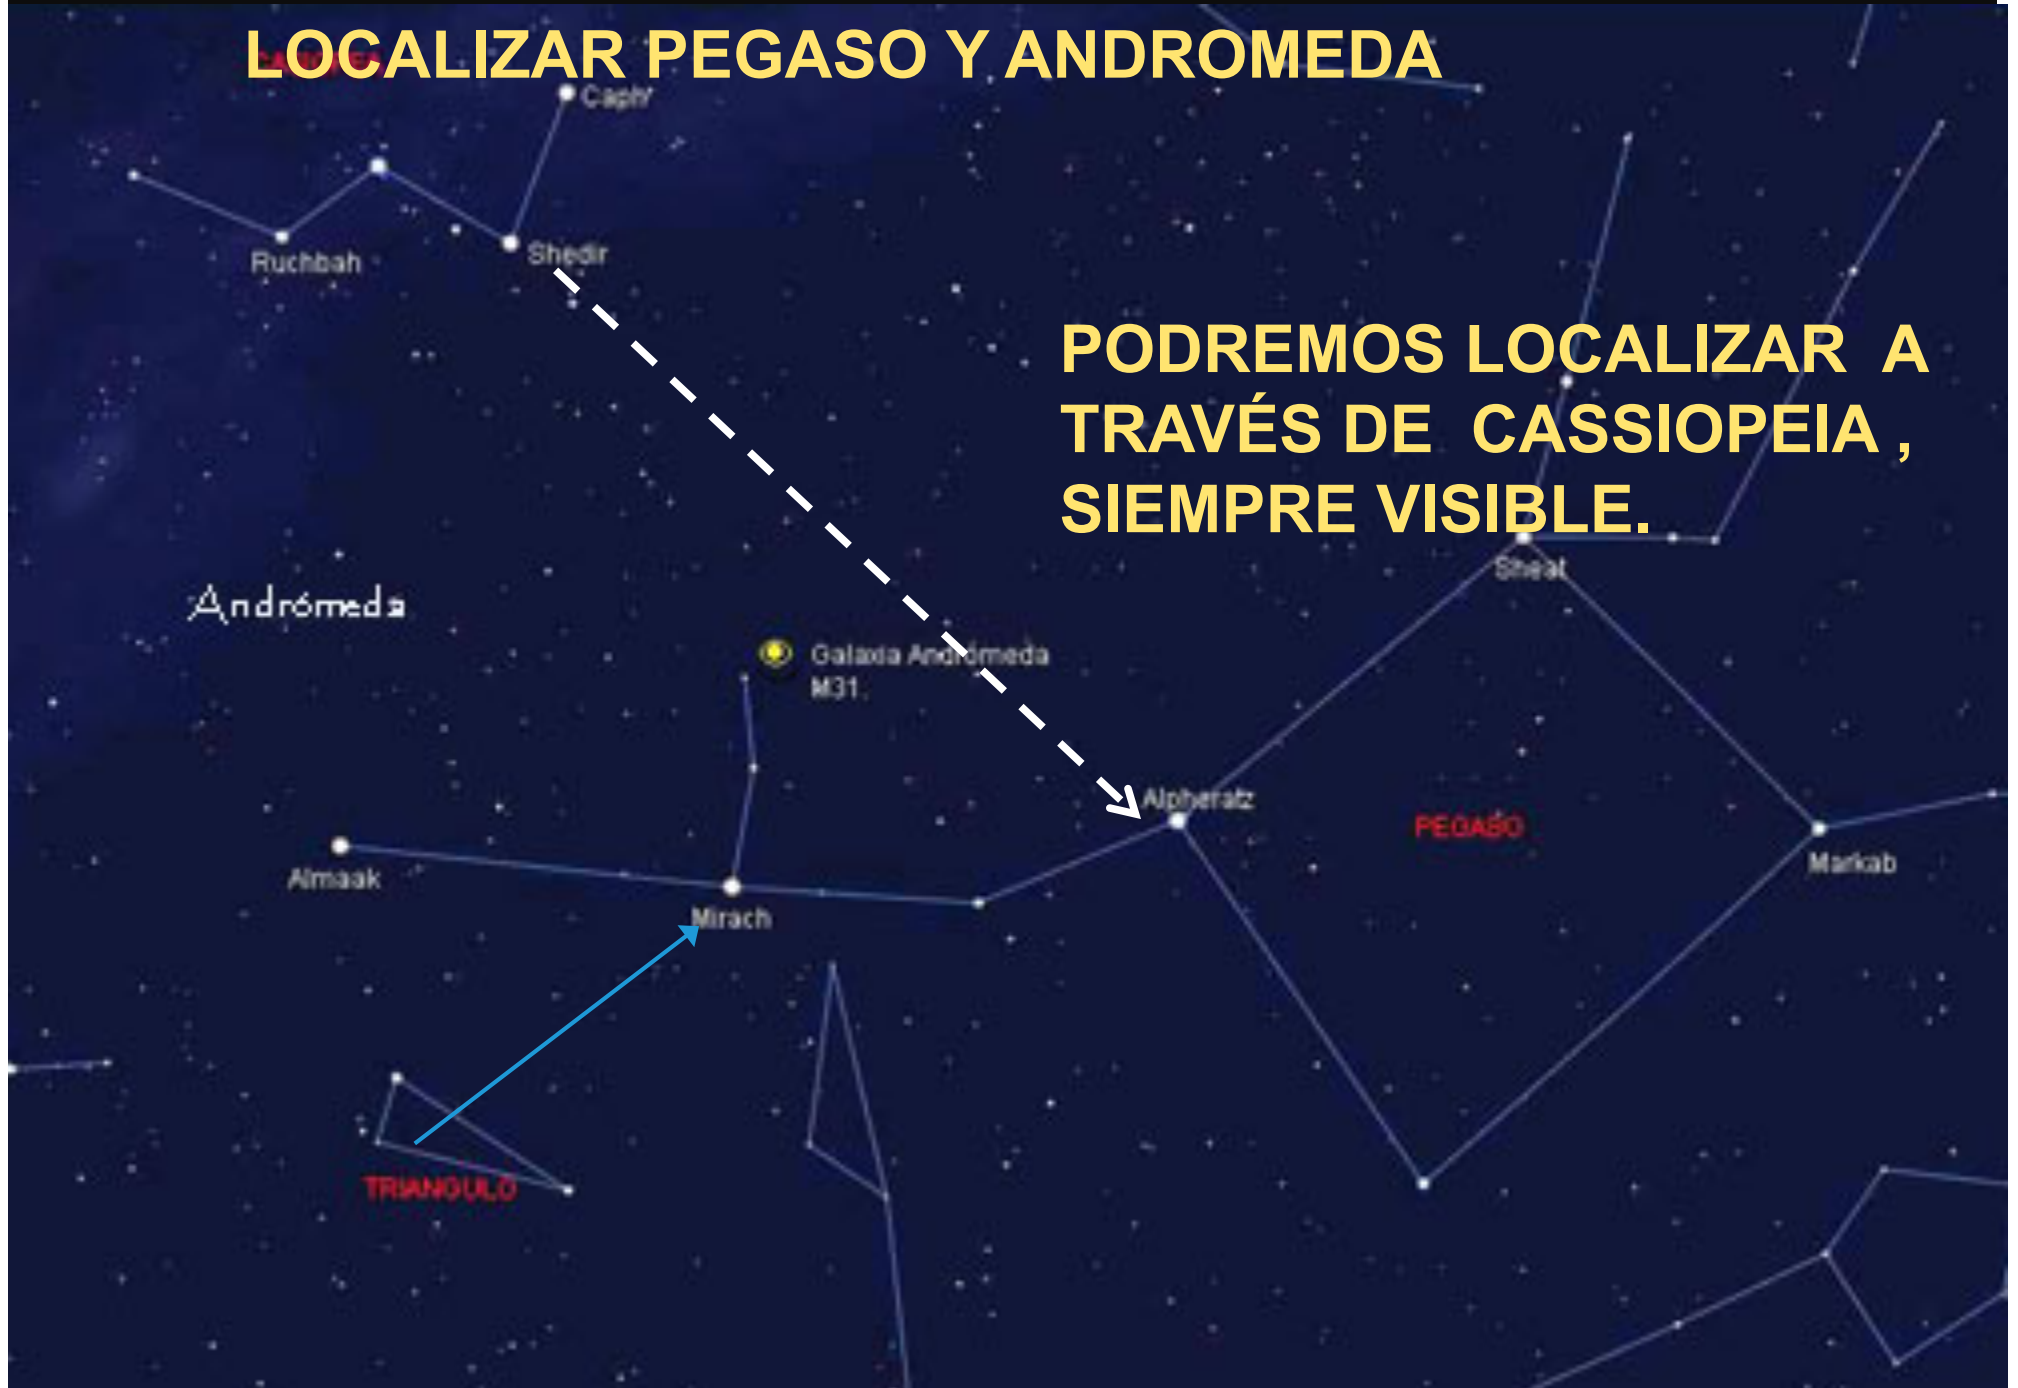 LOCALIZAR PEGASO Y ANDROMEDA
Caph
Ruchbah
Shedir
PODREMOS LOCALIZAR A
TRAVÉS DE CASSIOPEIA ,
SIEMPRE VISIBLE.
Sheat
Andrómeda
Galaxia Andrómeda
M31.
Alpheratz
PEGASO
Almaak
Markab
Mirach
TRIANGULO